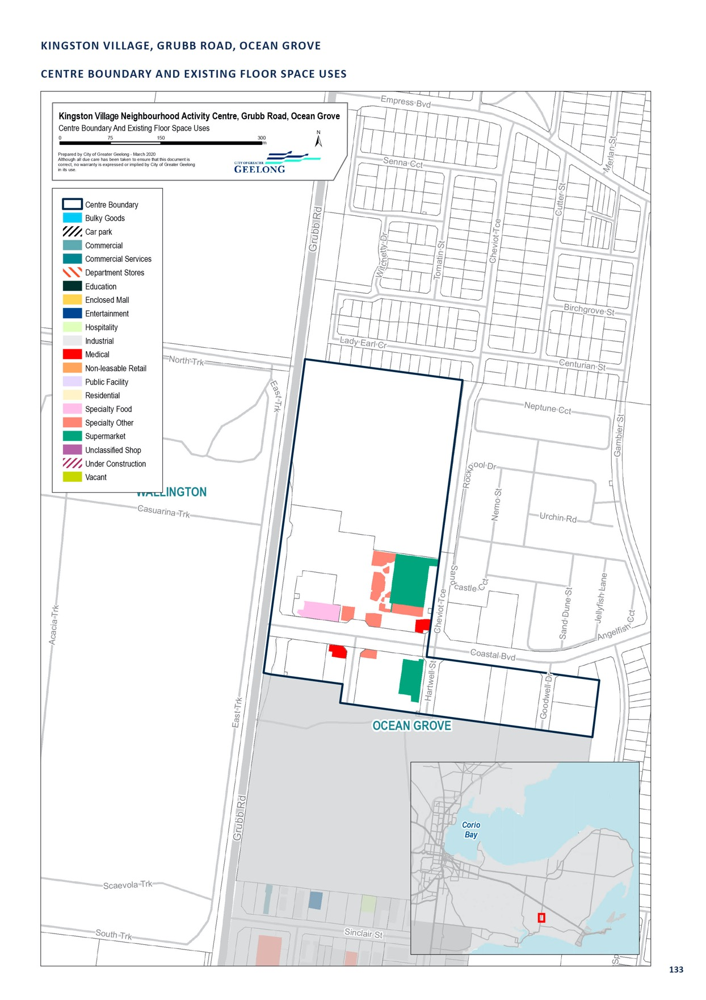 KINGSTON VILLAGE, GRUBB ROAD, OCEAN GROVE
CENTRE BOUNDARY AND EXISTING FLOOR SPACE USES
Kingston Village Neighbourhood Activity Centre, Grubb Road, Ocean Grove
Centre Boundary And Existing Floor Space Uses
0 75 150 300
m
N
Prepared by City of Greater Geelong - March 2020
Although all due care has been taken to ensure that this document is
correct, no warranty is expressed or implied by City of Greater Geelong
in its use.
CITY OF GREATER
GEELONG
Centre Boundary
Bulky Goods
Car park
Commercial
Commercial Services
Department Stores
Education
Enclosed Mall
Entertainment
Hospitality
Industrial
Medical
Non-leasable Retail
Public Facility
Residential
Specialty Food
Specialty Other
Supermarket
Unclassified Shop
Under Construction
Vacant
Empress Bvd
Merlan St
Senna Cct
Cutter St
Grubb Rd
Cheviot Tce
Witchetty Dr
Tomatin St
Birchgrove St
Lady Earl Cr
Centurian St
North Trk
East Trk
Neptune Cct
Gambier St
Rockpool Dr
Nemo St
Urchin Rd
WALLINGTON
Casuarina Trk
Sandcastle Cct
Cheviot Tce
Sand Dune St
Jellyfish Lane
Angelfish Cct
Acacia Trk
Coastal Bvd
Hartwell St
Goodwell Dr
East Trk
OCEAN GROVE
Grubb Rd
Corio
Bay
Scaevola Trk
South Trk
Sinclair St
Sp
133